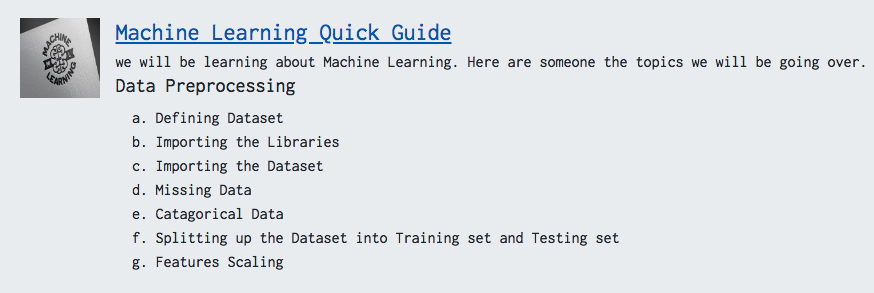 MACHINE
LEARNING
Machine Learning Quick Guide
we will be learning about Machine Learning. Here are someone the topics we will be going over.
Data Preprocessing
a. Defining Dataset
b. Importing the Libraries
c. Importing the Dataset
d. Missing Data
e. Catagorical Data
f. Splitting up the Dataset into Training set and Testing set
g. Features Scaling